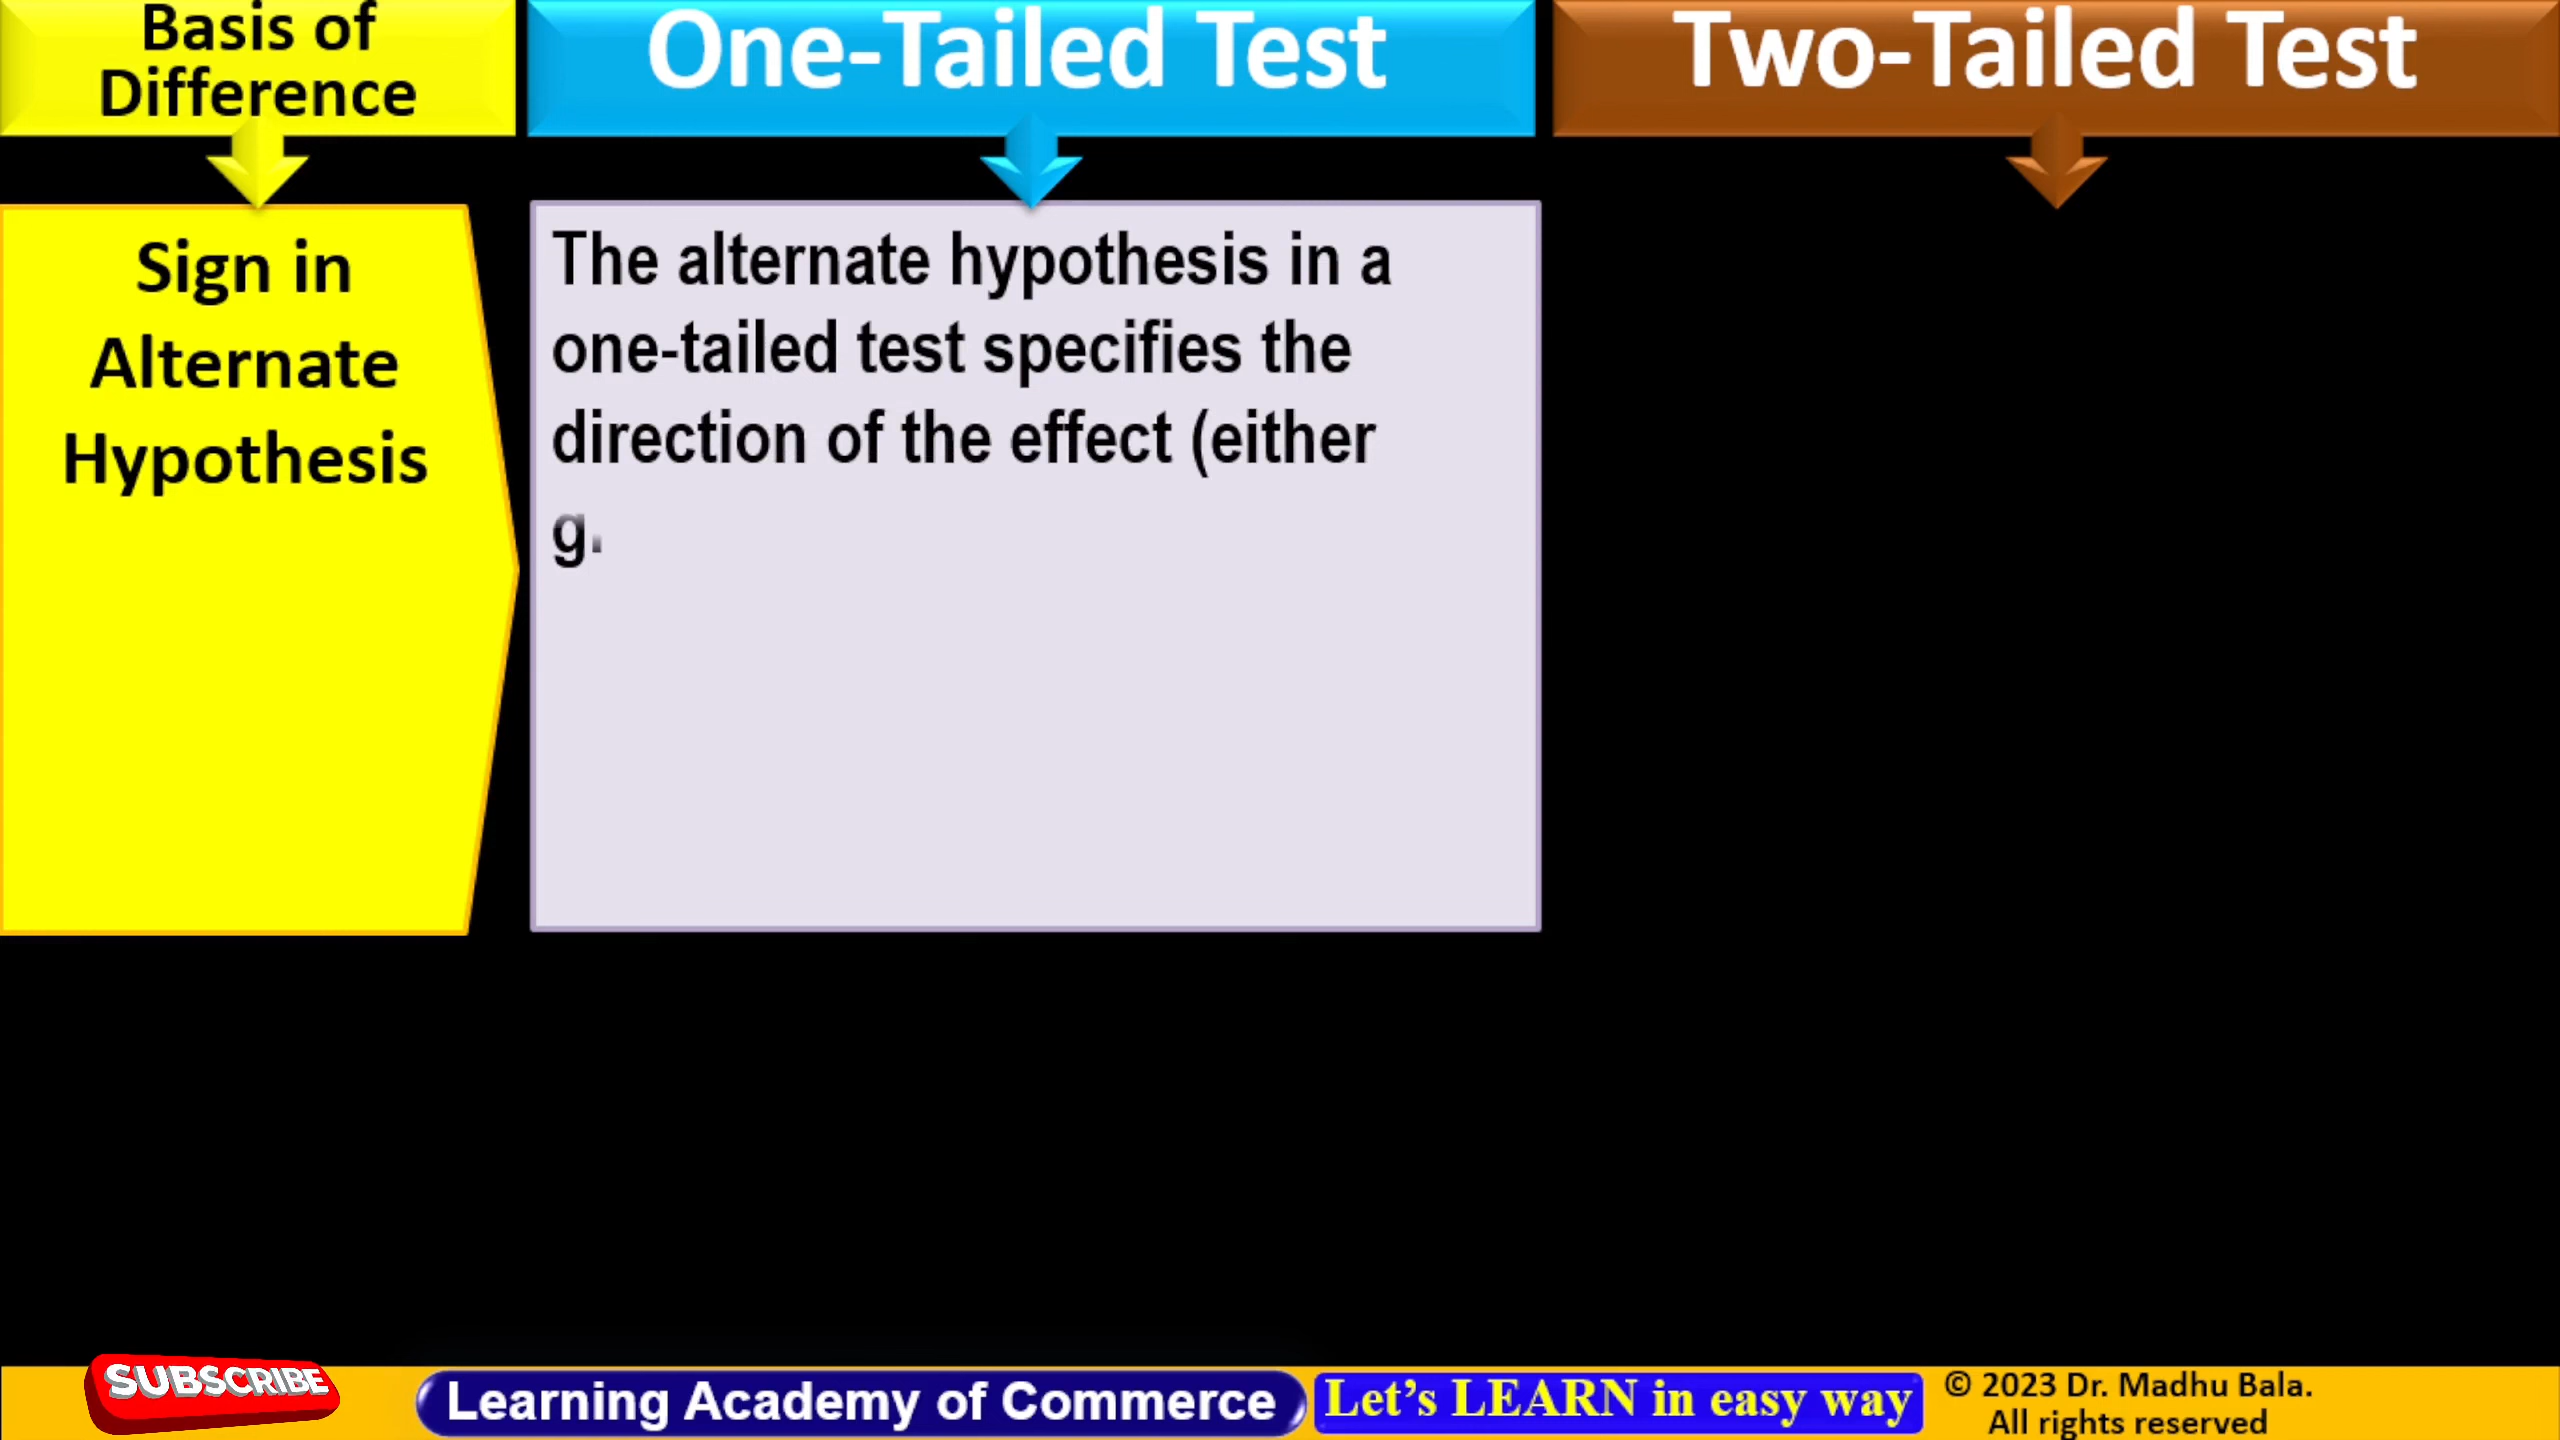 Basis of
Difference
One-Tailed Test
Two-Tailed Test
Sign in
Alternate
Hypothesis
The alternate hypothesis in a
one-tailed test specifies the
direction of the effect (either
g
SUBSCRIBE
Learning Academy of Commerce
Let's LEARN in easy way
© 2023 Dr. Madhu Bala.
All rights reserved